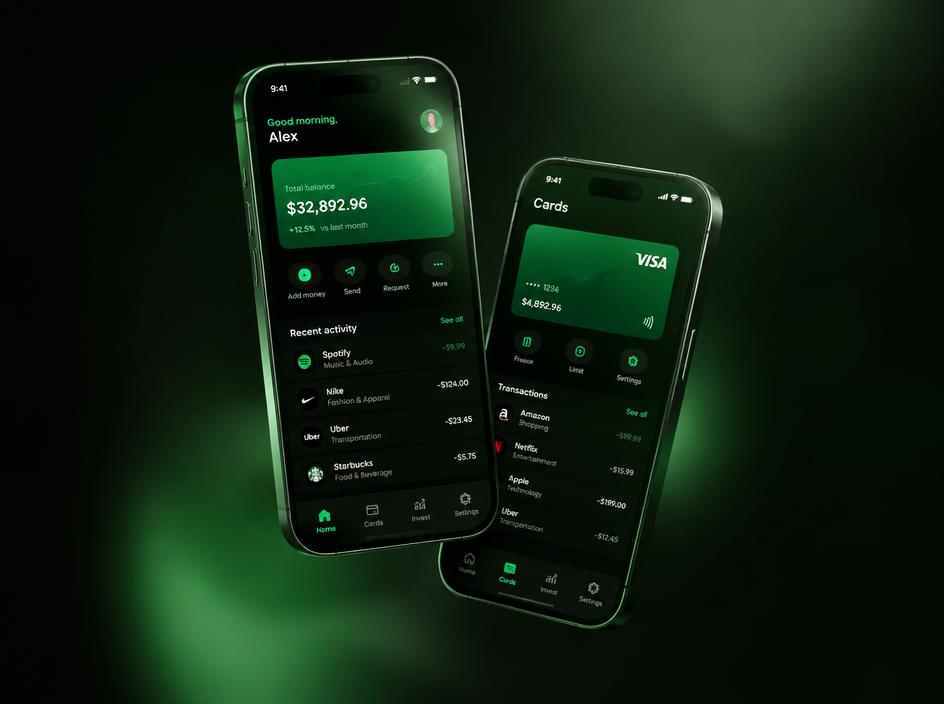 9:41
Good morning,
Alex
Total balance
$32,892.96
+12.5% vs last month
Add money
Send
Request
More
Recent activity
See all
Spotify
-$9.99
Music & Audio
Nike
-$124.00
Fashion & Apparel
Uber
Uber
-$23.45
Transportation
Starbucks
-$5.75
Food & Beverage
Home
Cards
Invest
Settings
9:41
Cards
VISA
•••• 1234
$4,892.96
Freeze
Limit
Settings
Transactions
See all
a
Amazon
-$99.99
Shopping
N
Netflix
-$15.99
Entertainment
Apple
-$199.00
Technology
Uber
-$12.45
Transportation
Home
Cards
Invest
Settings